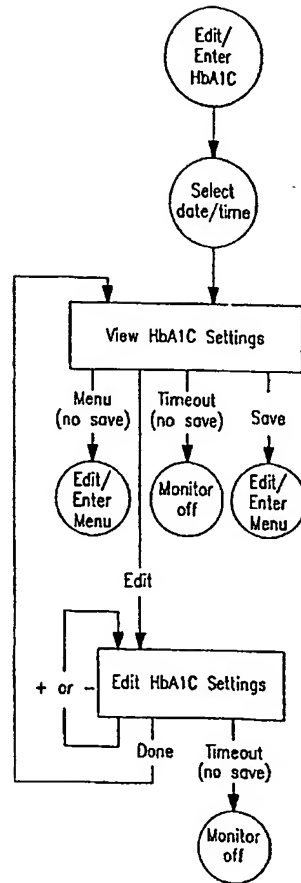 Edit/
Enter
HbA1C
Select
date/time
View HbA1C Settings
Menu
(no save)
Timeout
(no save)
Save
Edit/
Enter
Menu
Monitor
off
Edit/
Enter
Menu
Edit
+ or -
Edit HbA1C Settings
Done
Timeout
(no save)
Monitor
off